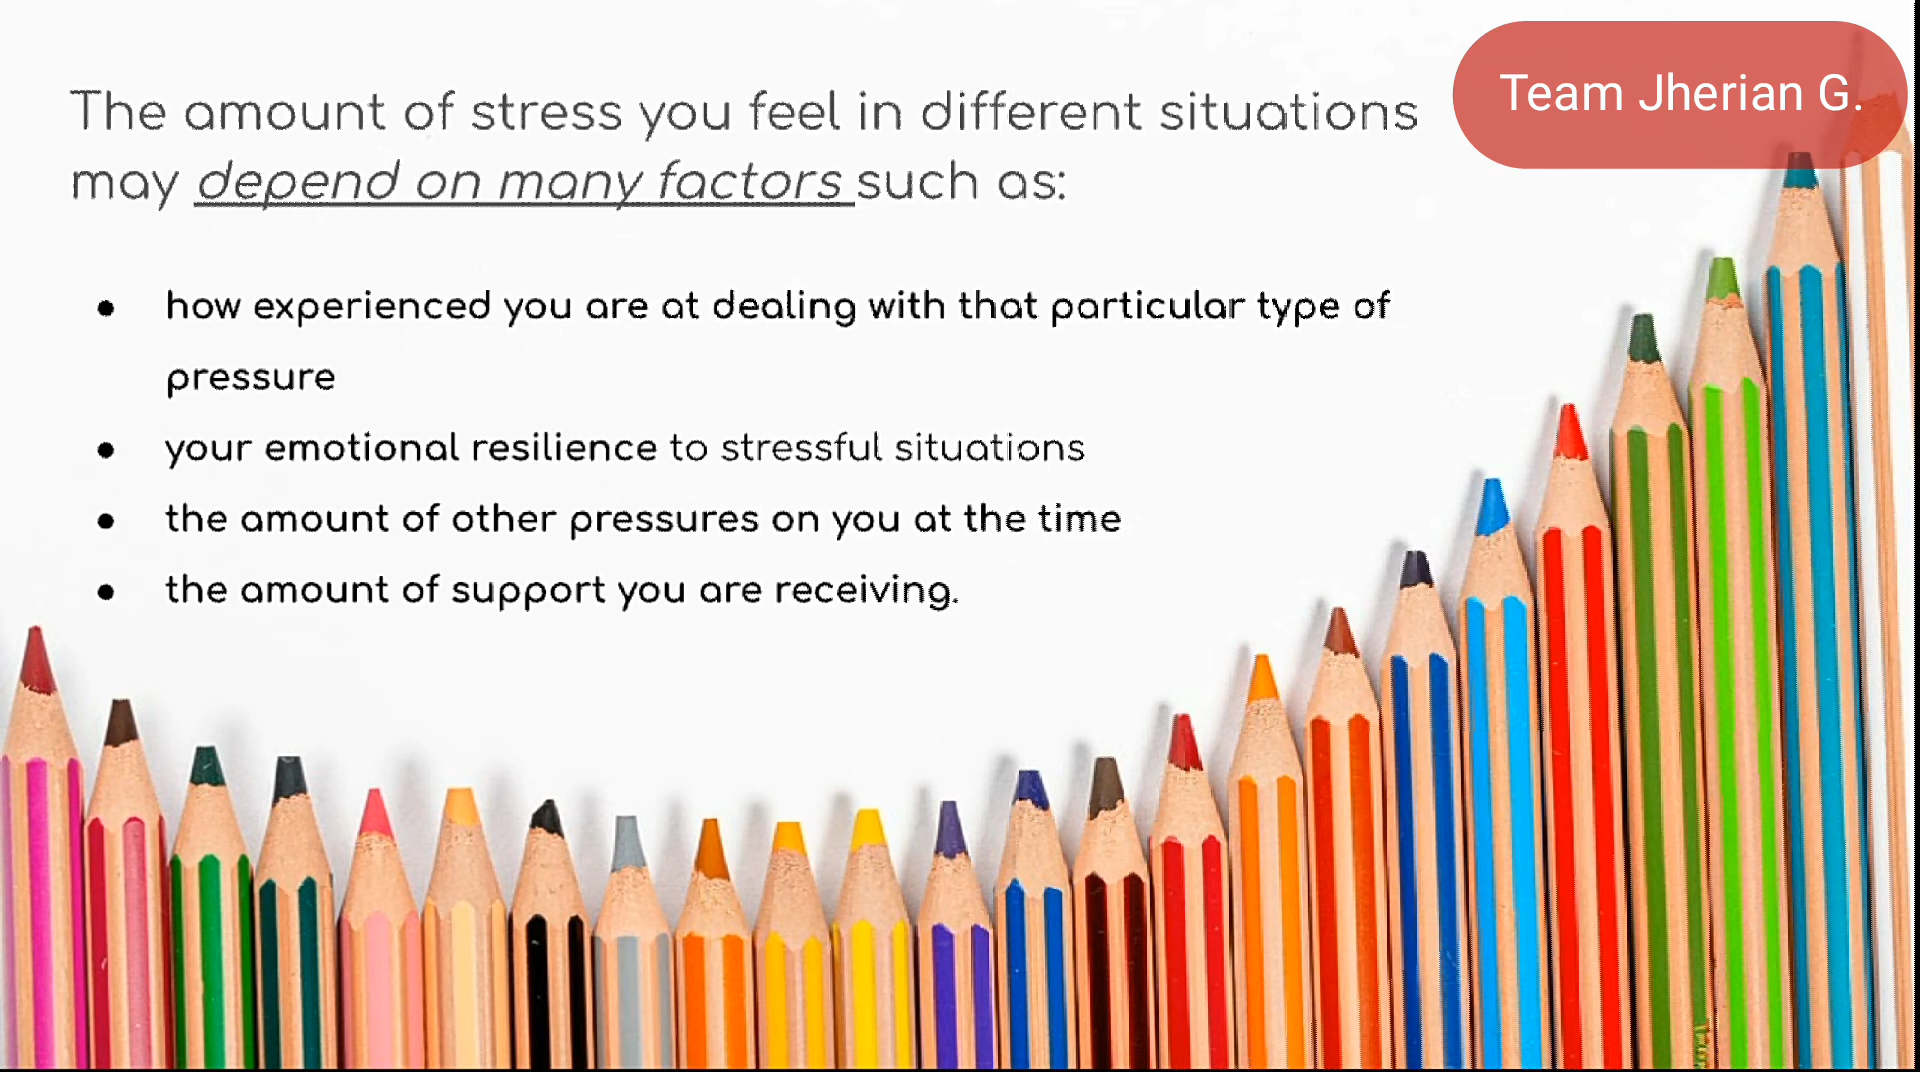 Team Jherian G.
The amount of stress you feel in different situations
may depend on many factors such as:
● how experienced you are at dealing with that particular type of
pressure
● your emotional resilience to stressful situations
● the amount of other pressures on you at the time
● the amount of support you are receiving.